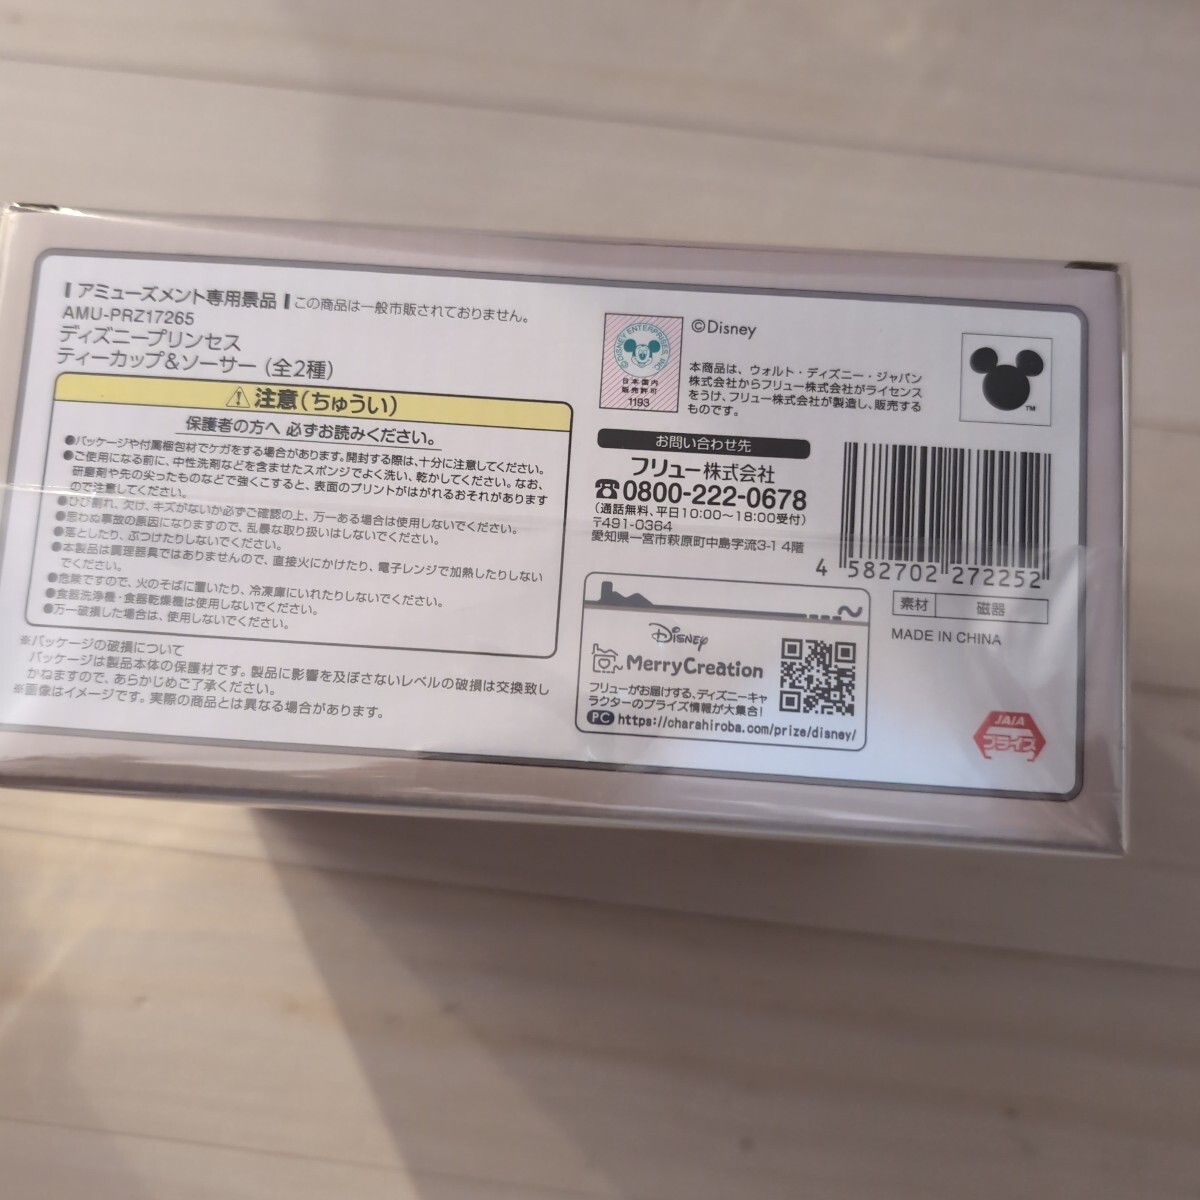 アミューズメント専用景品 この商品は一般市販されておりません。
AMU-PRZ17265
ディズニープリンセス
ティーカップ&ソーサー (全2種)
注意(ちゅうい)
保護者の方へ 必ずお読みください。
●パッケージや付属梱包材でケガをする場合があります。開封する際は、十分に注意してください。
●ご使用になる前に、中性洗剤などを含ませたスポンジでよく洗い、乾かしてください。なお、
研磨剤や先の尖ったものなどで強くこすると、表面のプリントがはがれるおそれがあります
ので注意してください。
●ひび割れ、欠け、キズがないか必ずご確認の上、万一ある場合は使用しないでください。
●思わぬ事故の原因になりますので、乱暴な取り扱いはしないでください。
●落としたり、ぶつけたりしないでください。
●本製品は調理器具ではありませんので、直接火にかけたり、電子レンジで加熱したりしない
でください。
●危険ですので、火のそばに置いたり、冷凍庫にいれたりしないでください。
●食器洗浄機・食器乾燥機は使用しないでください。
●万一破損した場合は、使用しないでください。
※パッケージの破損について
パッケージは製品本体の保護材です。製品に影響を及ぼさないレベルの破損は交換致し
かねますので、あらかじめご了承ください。
※画像はイメージです。実際の商品とは異なる場合があります。
©DISNEY ENTERPRISES, INC.
日本国内
販売許可
1193
©Disney
本商品は、ウォルト・ディズニー・ジャパン
株式会社からフリュー株式会社がライセンス
をうけ、フリュー株式会社が製造し、販売する
ものです。
TM
お問い合わせ先
フリュー株式会社
☎0800-222-0678
(通話無料、平日10:00〜18:00受付)
〒491-0364
愛知県一宮市萩原町中島字流3-1 4階
4 582702 272252
素材 磁器
MADE IN CHINA
Disney
MerryCreation
フリューがお届けする、ディズニーキャ
ラクターのプライズ情報が大集合!
PC https://charahiroba.com/prize/disney/
JAIA
プライズ